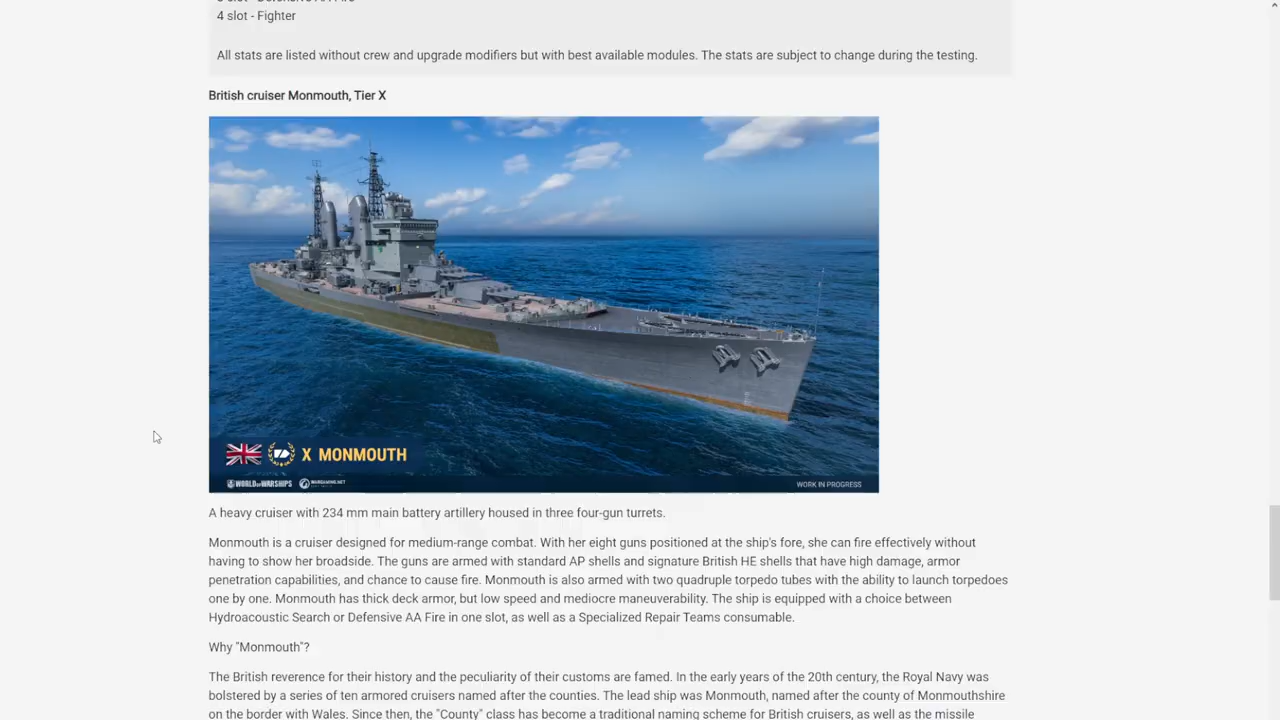 4 slot - Fighter
All stats are listed without crew and upgrade modifiers but with best available modules. The stats are subject to change during the testing.
British cruiser Monmouth, Tier X
X MONMOUTH
WORLD OF WARSHIPS
WARGAMING.NET
WORK IN PROGRESS
A heavy cruiser with 234 mm main battery artillery housed in three four-gun turrets.
Monmouth is a cruiser designed for medium-range combat. With her eight guns positioned at the ship's fore, she can fire effectively without
having to show her broadside. The guns are armed with standard AP shells and signature British HE shells that have high damage, armor
penetration capabilities, and chance to cause fire. Monmouth is also armed with two quadruple torpedo tubes with the ability to launch torpedoes
one by one. Monmouth has thick deck armor, but low speed and mediocre maneuverability. The ship is equipped with a choice between
Hydroacoustic Search or Defensive AA Fire in one slot, as well as a Specialized Repair Teams consumable.
Why "Monmouth"?
The British reverence for their history and the peculiarity of their customs are famed. In the early years of the 20th century, the Royal Navy was
bolstered by a series of ten armored cruisers named after the counties. The lead ship was Monmouth, named after the county of Monmouthshire
on the border with Wales. Since then, the "County" class has become a traditional naming scheme for British cruisers, as well as the missile